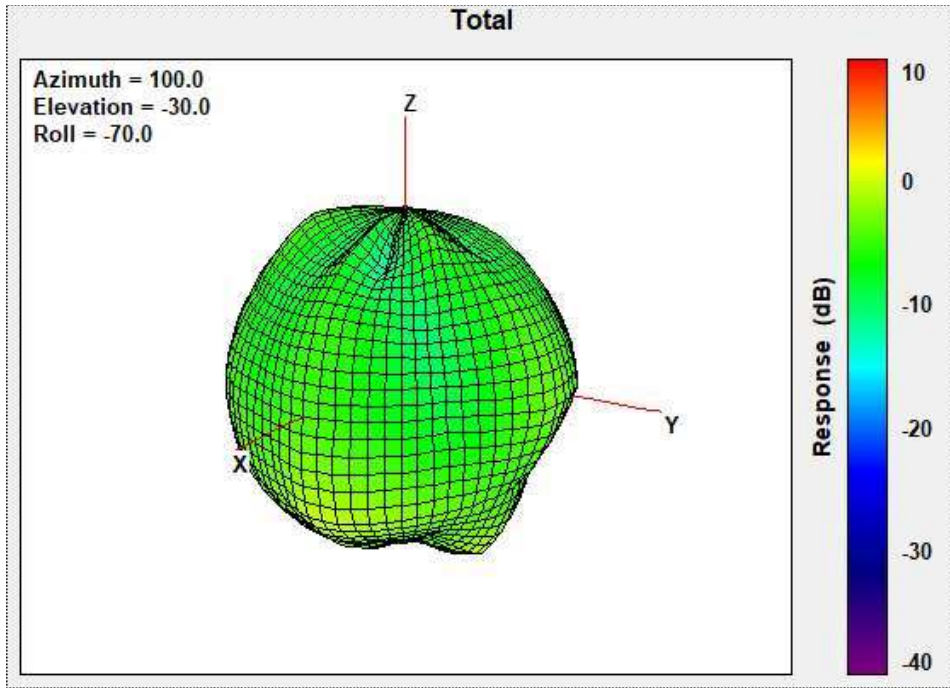 Total
Azimuth = 100.0
Elevation = -30.0
Roll = -70.0
Z
Y
X
Response (dB)
10
0
-10
-20
-30
-40